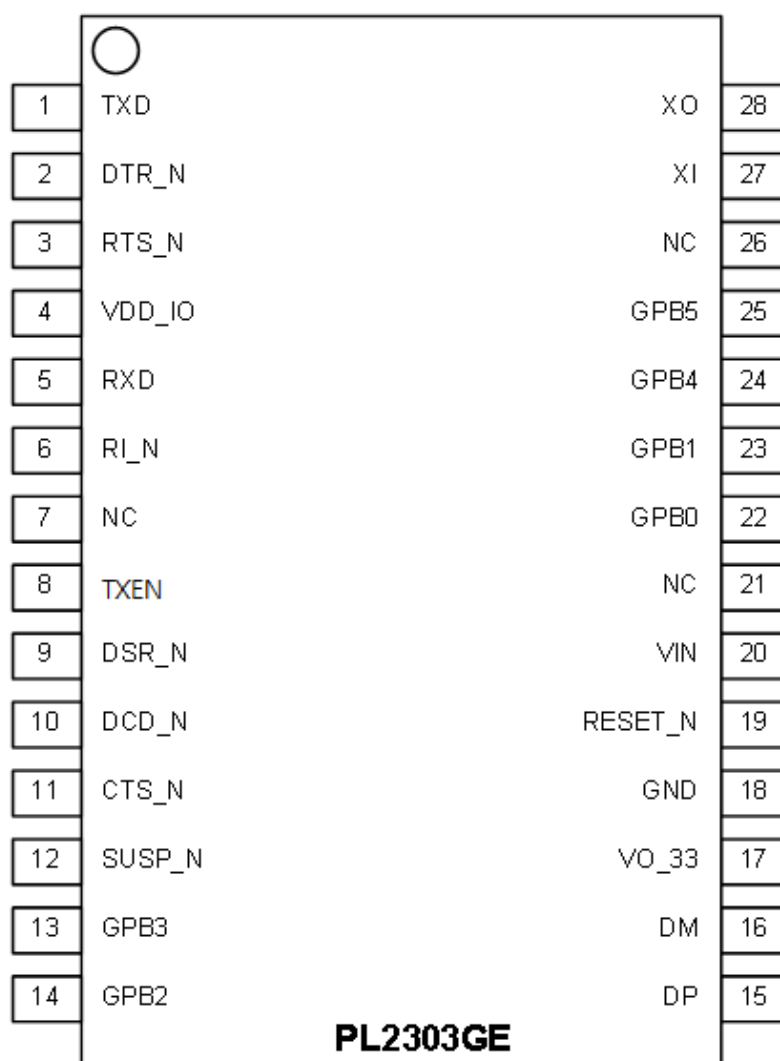 1 TXD XO 28
2 DTR_N XI 27
3 RTS_N NC 26
4 VDD_IO GPB5 25
5 RXD GPB4 24
6 RI_N GPB1 23
7 NC GPB0 22
8 TXEN NC 21
9 DSR_N VIN 20
10 DCD_N RESET_N 19
11 CTS_N GND 18
12 SUSP_N VO_33 17
13 GPB3 DM 16
14 GPB2 DP 15
PL2303GE